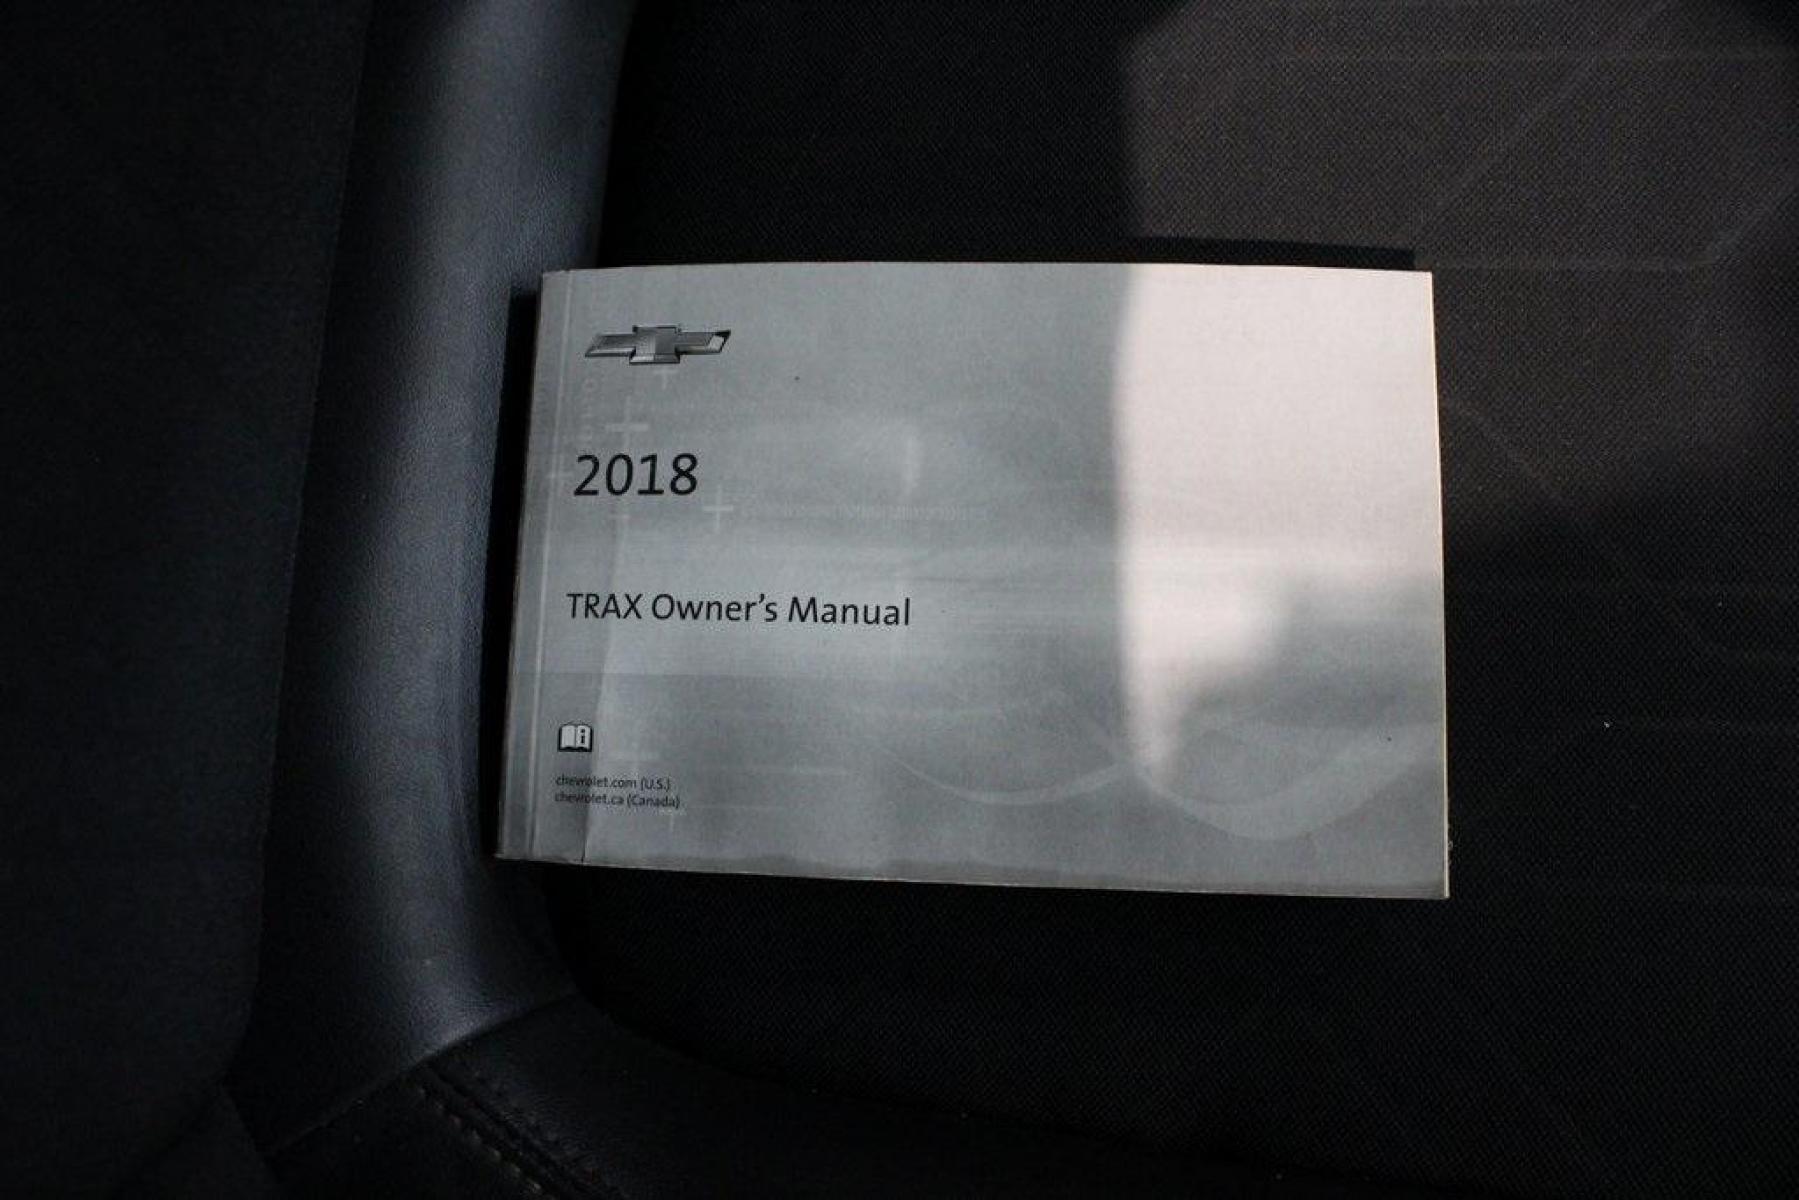 2018
TRAX Owner's Manual
chevrolet.com (U.S.)
chevrolet.ca (Canada)